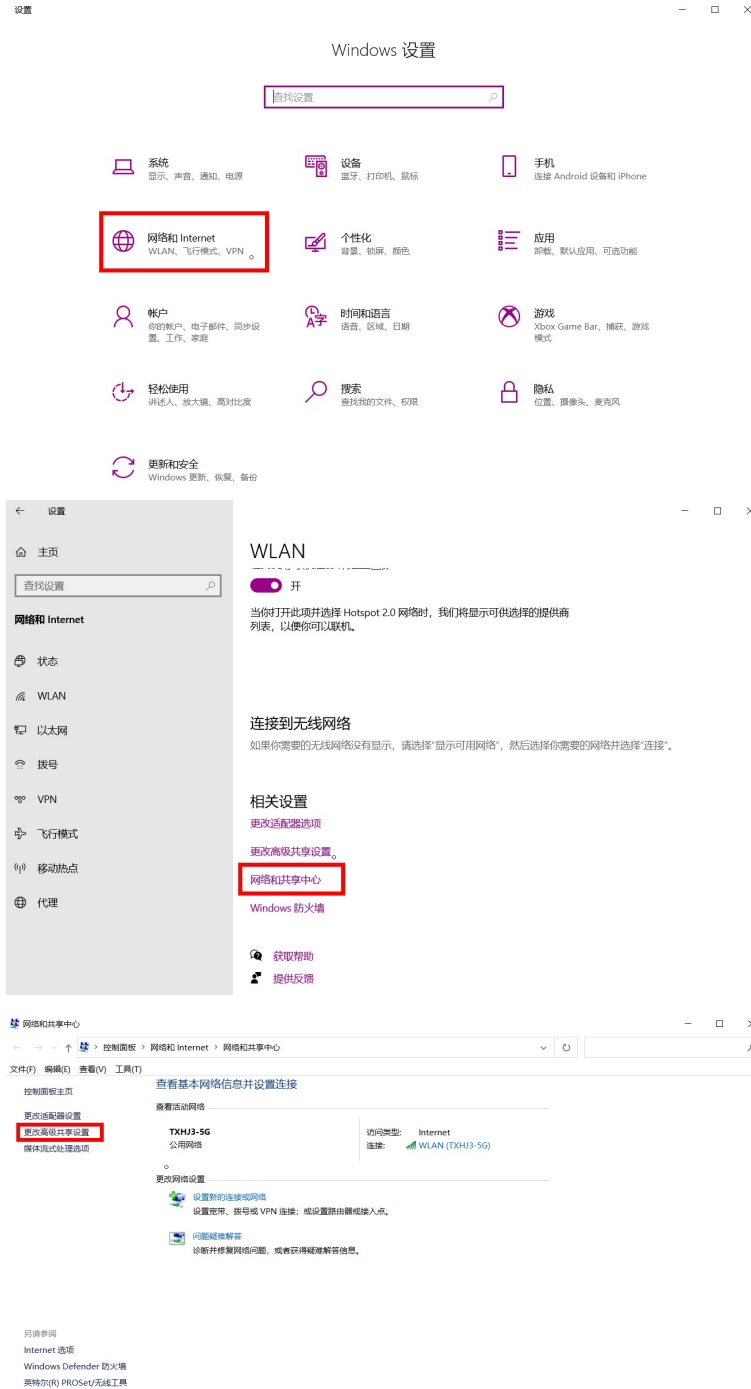 设置
Windows 设置
查找设置
系统
显示、声音、通知、电源
设备
蓝牙、打印机、鼠标
手机
连接 Android 设备和 iPhone
网络和 Internet
WLAN、飞行模式、VPN
个性化
背景、锁屏、颜色
应用
卸载、默认应用、可选功能
帐户
你的帐户、电子邮件、同步设
置、工作、家庭
时间和语言
语音、区域、日期
游戏
Xbox Game Bar、捕获、游戏
模式
轻松使用
讲述人、放大镜、高对比度
搜索
查找我的文件、权限
隐私
位置、摄像头、麦克风
更新和安全
Windows 更新、恢复、备份
设置
主页
查找设置
网络和 Internet
状态
WLAN
以太网
拨号
VPN
飞行模式
移动热点
代理
WLAN
开
当你打开此项并选择 Hotspot 2.0 网络时，我们将显示可供选择的提供商
列表，以便你可以联机。
连接到无线网络
如果你需要的无线网络没有显示，请选择“显示可用网络”，然后选择你需要的网络并选择“连接”。
相关设置
更改适配器选项
更改高级共享设置
网络和共享中心
Windows 防火墙
获取帮助
提供反馈
网络和共享中心
控制面板 > 网络和 Internet > 网络和共享中心
文件(F) 编辑(E) 查看(V) 工具(T)
控制面板主页
更改适配器设置
更改高级共享设置
媒体流式处理选项
查看基本网络信息并设置连接
查看活动网络
TXHJ3-5G
公用网络
访问类型: Internet
连接: WLAN (TXHJ3-5G)
更改网络设置
设置新的连接或网络
设置宽带、拨号或 VPN 连接；或设置路由器或接入点。
问题疑难解答
诊断并修复网络问题，或者获得疑难解答信息。
另请参阅
Internet 选项
Windows Defender 防火墙
英特尔(R) PROSet/无线工具